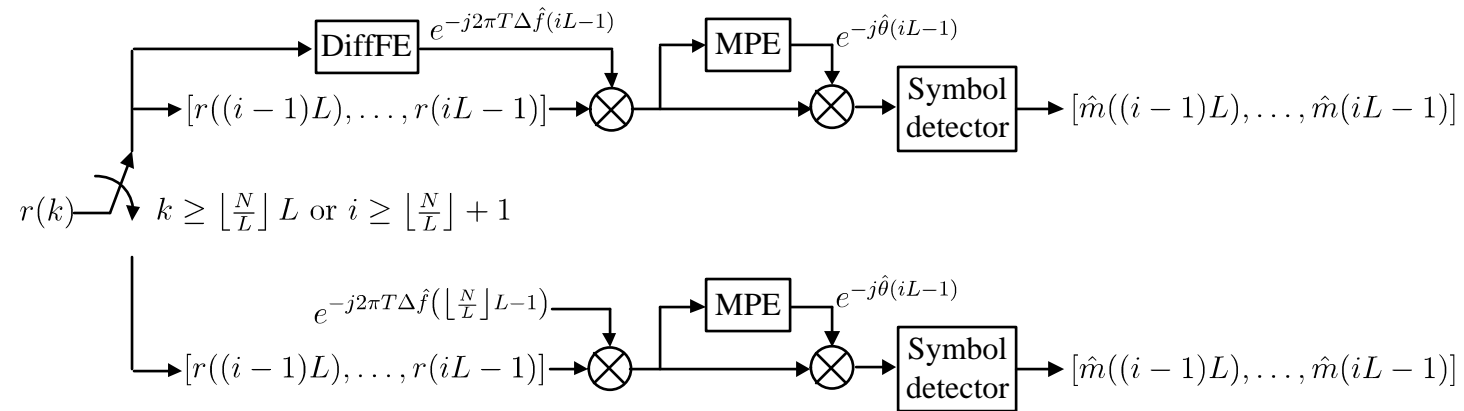 DiffFE
e^{-j2πTΔf̂(iL−1)}
MPE
e^{-jθ̂(iL−1)}
[r((i − 1)L), . . . , r(iL − 1)]
Symbol
detector
[m̂((i − 1)L), . . . , m̂(iL − 1)]
r(k)
k ≥ ⌊N/L⌋ L or i ≥ ⌊N/L⌋ + 1
e^{-j2πTΔf̂(⌊N/L⌋L−1)}
MPE
e^{-jθ̂(iL−1)}
[r((i − 1)L), . . . , r(iL − 1)]
Symbol
detector
[m̂((i − 1)L), . . . , m̂(iL − 1)]